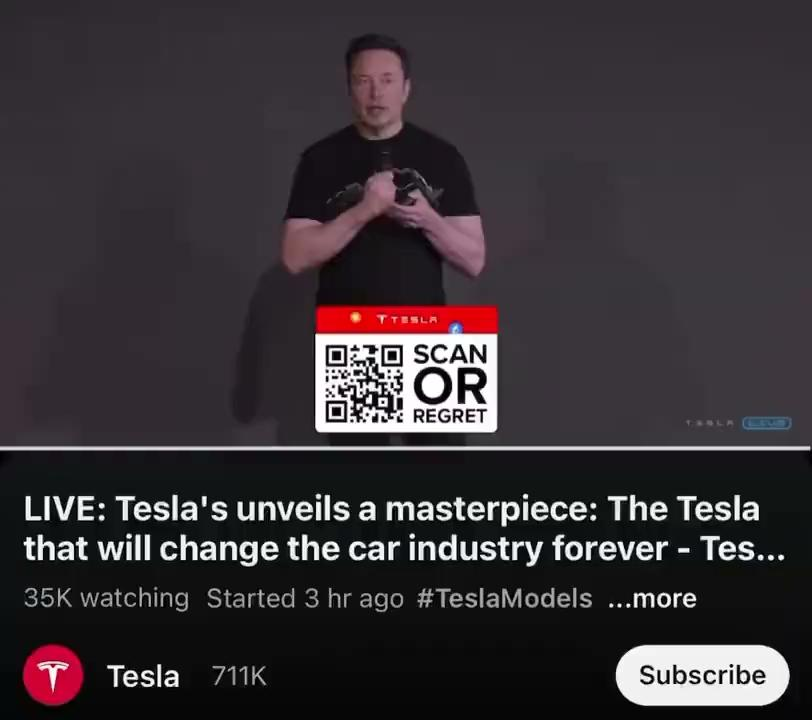 TESLA
SCAN
OR
REGRET
TESLA LIVE
LIVE: Tesla's unveils a masterpiece: The Tesla
that will change the car industry forever - Tes...
35K watching Started 3 hr ago #TeslaModels ...more
Tesla 711K
Subscribe